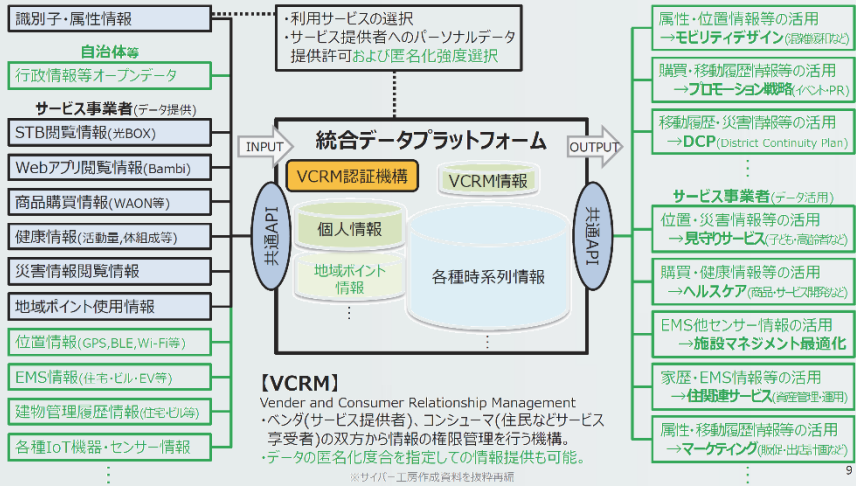 識別子・属性情報
自治体等
行政情報等オープンデータ
サービス事業者(データ提供)
STB閲覧情報(光BOX)
Webアプリ閲覧情報(Bambi)
商品購買情報(WAON等)
健康情報(活動量,体組成等)
災害情報閲覧情報
地域ポイント使用情報
位置情報(GPS,BLE,Wi-Fi等)
EMS情報(住宅・ビル・EV等)
建物管理履歴情報(住宅・ビル等)
各種IoT機器・センサー情報
・利用サービスの選択
・サービス提供者へのパーソナルデータ
提供許可および匿名化強度選択
INPUT
統合データプラットフォーム
OUTPUT
VCRM認証機構
VCRM情報
共通API
個人情報
地域ポイント
情報
各種時系列情報
共通API
【VCRM】
Vender and Consumer Relationship Management
・ベンダ(サービス提供者)、コンシューマ(住民などサービス
享受者)の双方から情報の権限管理を行う機構。
・データの匿名化度合を指定しての情報提供も可能。
※サイバー工房作成資料を抜粋再編
属性・位置情報等の活用
→モビリティデザイン(混雑緩和など)
購買・移動履歴情報等の活用
→プロモーション戦略(イベント・PR)
移動履歴・災害情報等の活用
→DCP(District Continuity Plan)
サービス事業者(データ活用)
位置・災害情報等の活用
→見守りサービス(子ども・高齢者など)
購買・健康情報等の活用
→ヘルスケア(商品・サービス開発など)
EMS他センサー情報の活用
→施設マネジメント最適化
家歴・EMS情報等の活用
→住関連サービス(資産管理・運用)
属性・移動履歴情報等の活用
→マーケティング(販促・出店計画など)
9